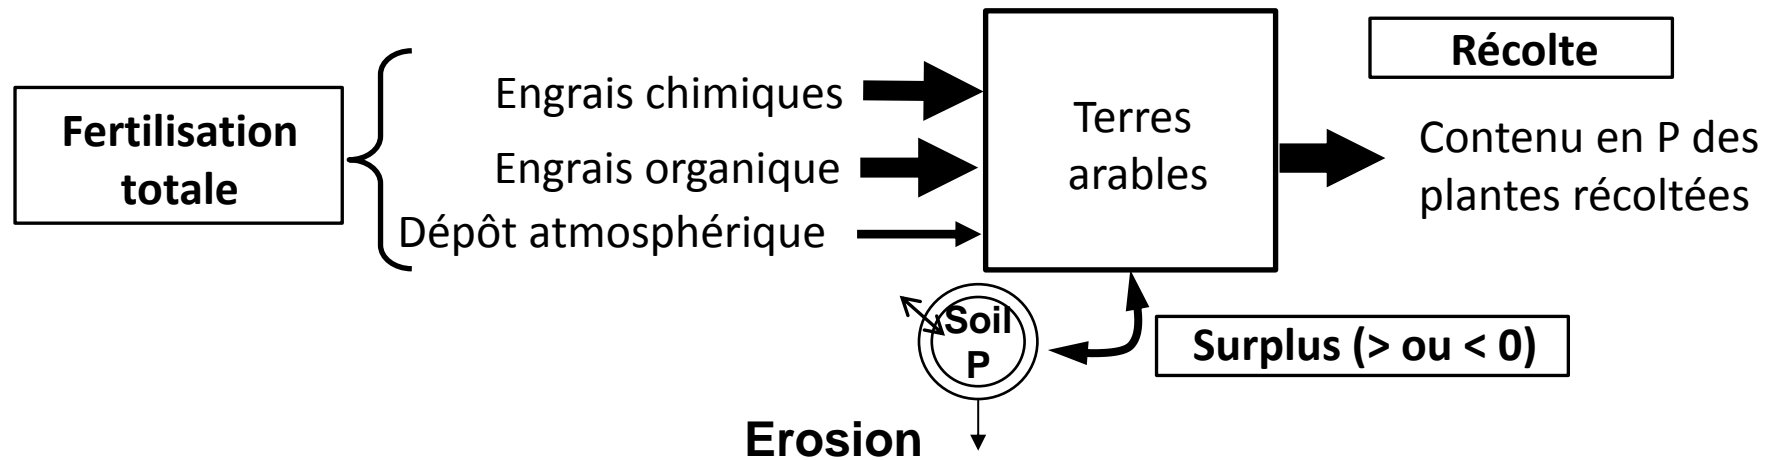 Fertilisation
totale
Engrais chimiques
Engrais organique
Dépôt atmosphérique
Terres
arables
Récolte
Contenu en P des
plantes récoltées
Soil
P
Surplus (> ou < 0)
Erosion